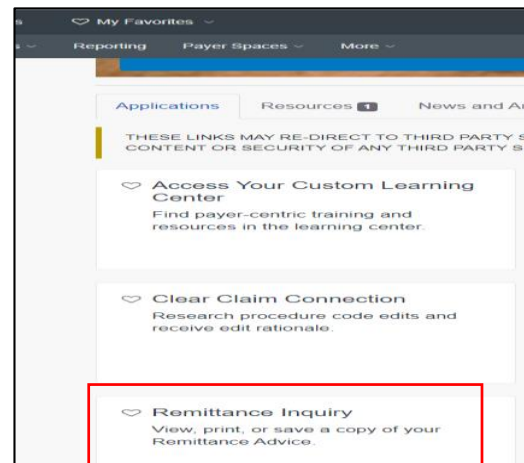 s My Favorites
s Reporting Payer Spaces More
Applications Resources 1 News and A
THESE LINKS MAY RE-DIRECT TO THIRD PARTY S
CONTENT OR SECURITY OF ANY THIRD PARTY S
Access Your Custom Learning
Center
Find payer-centric training and
resources in the learning center.
Clear Claim Connection
Research procedure code edits and
receive edit rationale.
Remittance Inquiry
View, print, or save a copy of your
Remittance Advice.